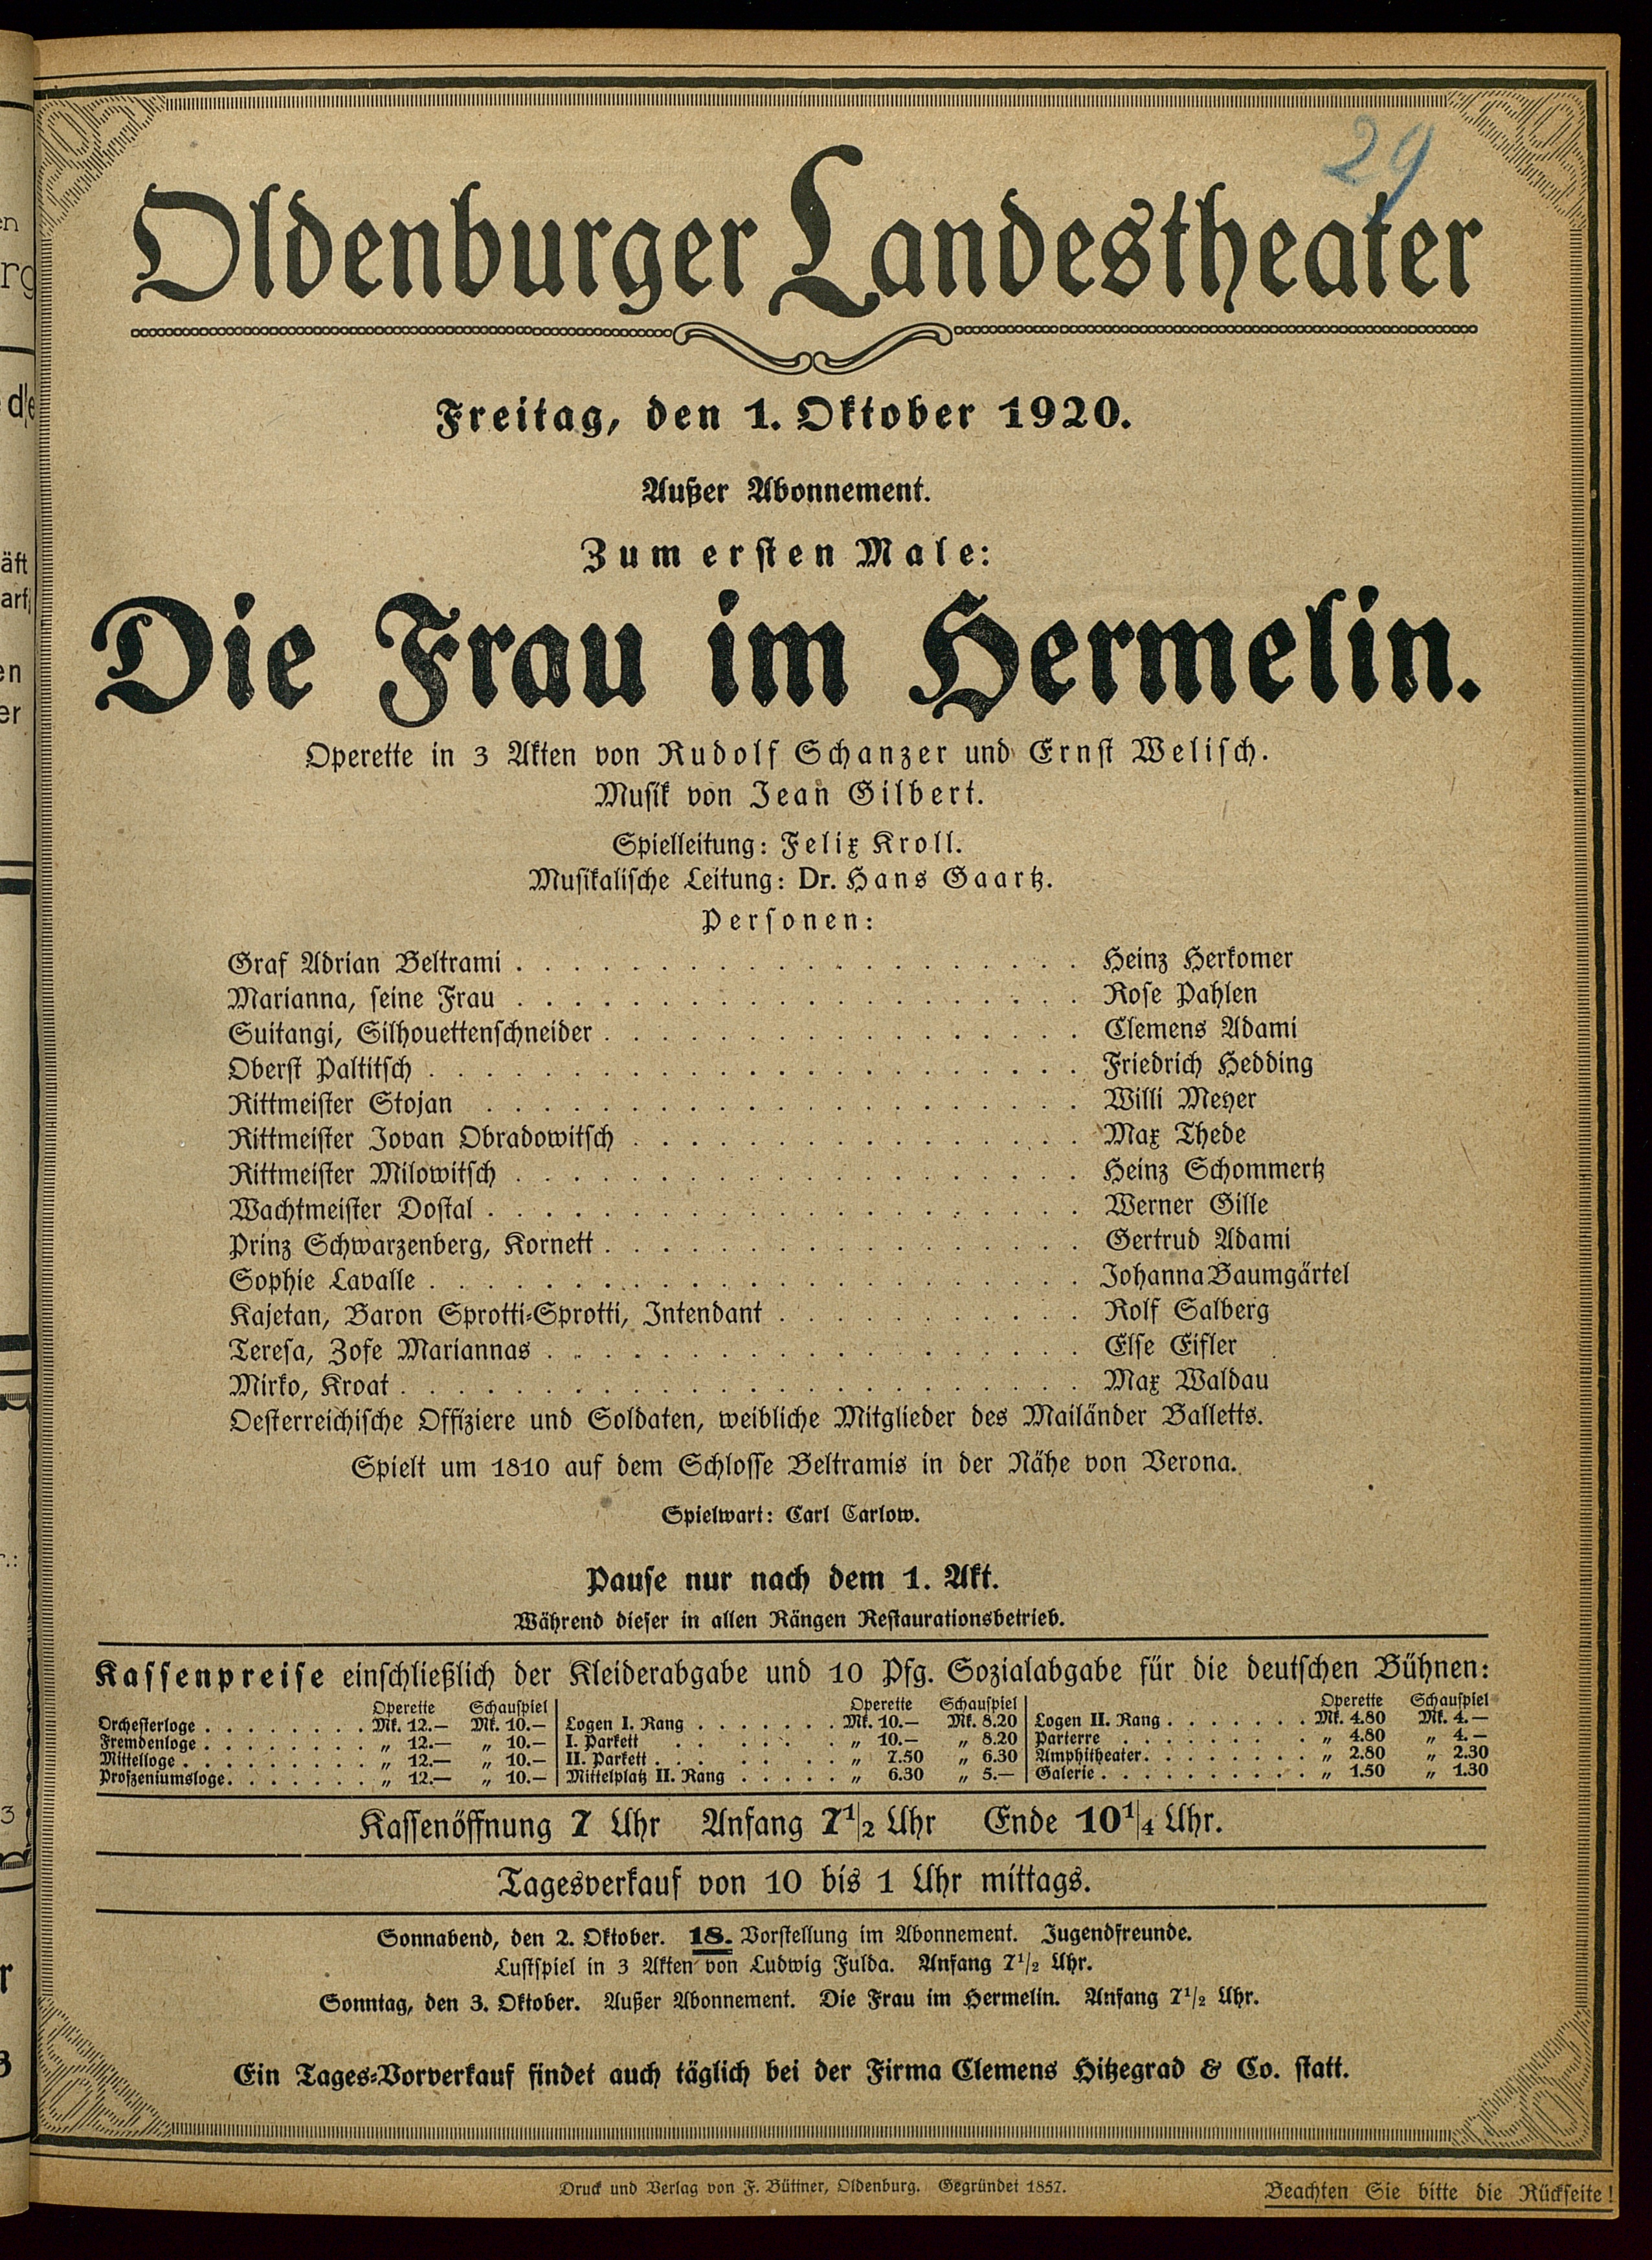 29
Oldenburger Landestheater
Freitag, den 1. Oktober 1920.
Außer Abonnement.
Zum ersten Male:
Die Frau im Hermelin.
Operette in 3 Akten von Rudolf Schanzer und Ernst Welisch.
Musik von Jean Gilbert.
Spielleitung: Felix Kroll.
Musikalische Leitung: Dr. Hans Gaartz.
Personen:
Graf Adrian Beltrami . . . . Heinz Herkomer
Marianna, seine Frau . . . . Rose Pahlen
Suitangi, Silhouettenschneider . . . . Clemens Adami
Oberst Paltitsch . . . . Friedrich Hedding
Rittmeister Stojan . . . . Willi Meyer
Rittmeister Jovan Obradowitsch . . . . Max Thede
Rittmeister Milowitsch . . . . Heinz Schommertz
Wachtmeister Dostal . . . . Werner Gille
Prinz Schwarzenberg, Kornett . . . . Gertrud Adami
Sophie Lavalle . . . . Johanna Baumgärtel
Kajetan, Baron Sprotti-Sprotti, Intendant . . . . Rolf Salberg
Teresa, Zofe Mariannas . . . . Else Eifler
Mirko, Kroat . . . . Max Waldau
Oesterreichische Offiziere und Soldaten, weibliche Mitglieder des Mailänder Balletts.
Spielt um 1810 auf dem Schlosse Beltramis in der Nähe von Verona.
Spielwart: Carl Carlow.
Pause nur nach dem 1. Akt.
Während dieser in allen Rängen Restaurationsbetrieb.
Kassenpreise einschließlich der Kleiderabgabe und 10 Pfg. Sozialabgabe für die deutschen Bühnen:
Operette Schauspiel
Orchesterloge . . . . Mk. 12.— Mk. 10.—
Fremdenloge . . . . „ 12.— „ 10.—
Mittelloge . . . . „ 12.— „ 10.—
Proszeniumsloge . . . . „ 12.— „ 10.—
Operette Schauspiel
Logen I. Rang . . . . Mk. 10.— Mk. 8.20
I. Parkett . . . . „ 10.— „ 8.20
II. Parkett . . . . „ 7.50 „ 6.30
Mittelplatz II. Rang . . . . „ 6.30 „ 5.—
Operette Schauspiel
Logen II. Rang . . . . Mk. 4.80 Mk. 4.—
Parterre . . . . „ 4.80 „ 4.—
Amphitheater . . . . „ 2.80 „ 2.30
Galerie . . . . „ 1.50 „ 1.30
Kassenöffnung 7 Uhr Anfang 7 1/2 Uhr Ende 10 1/4 Uhr.
Tagesverkauf von 10 bis 1 Uhr mittags.
Sonnabend, den 2. Oktober. 18. Vorstellung im Abonnement. Jugendfreunde.
Lustspiel in 3 Akten von Ludwig Fulda. Anfang 7 1/2 Uhr.
Sonntag, den 3. Oktober. Außer Abonnement. Die Frau im Hermelin. Anfang 7 1/2 Uhr.
Ein Tages-Vorverkauf findet auch täglich bei der Firma Clemens Hitzegrad & Co. statt.
Druck und Verlag von F. Büttner, Oldenburg. Gegründet 1857.
Beachten Sie bitte die Rückseite!